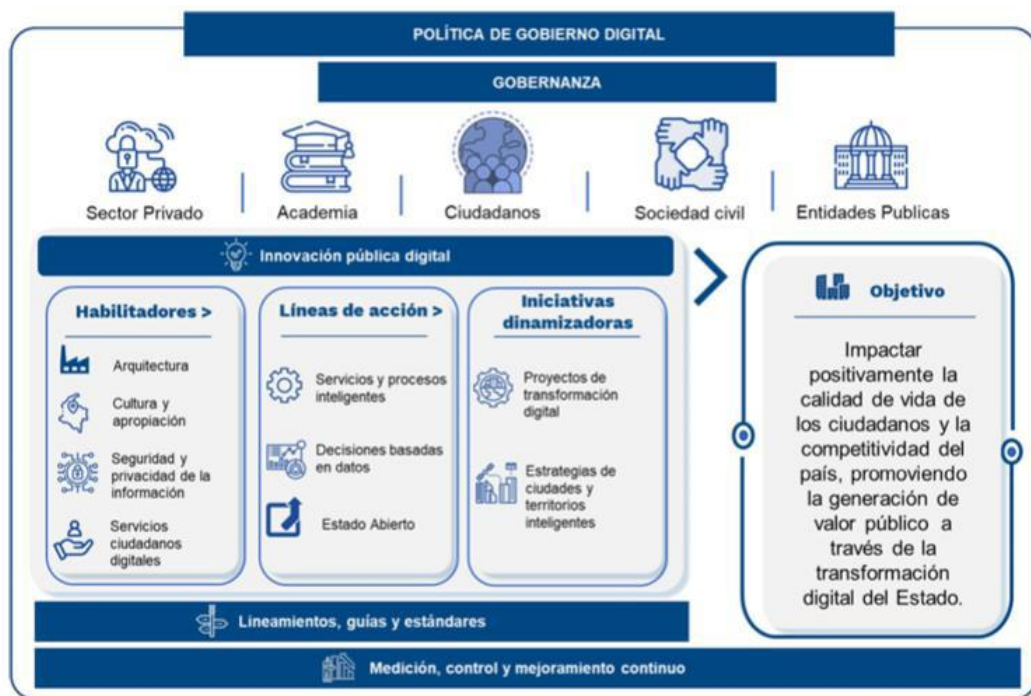 POLÍTICA DE GOBIERNO DIGITAL
GOBERNANZA
Sector Privado
Academia
Ciudadanos
Sociedad civil
Entidades Publicas
Innovación pública digital
Habilitadores >
Arquitectura
Cultura y
apropiación
Seguridad y
privacidad de la
información
Servicios
ciudadanos
digitales
Líneas de acción >
Servicios y procesos
inteligentes
Decisiones basadas
en datos
Estado Abierto
Iniciativas
dinamizadoras
Proyectos de
transformación
digital
Estrategias de
ciudades y
territorios
inteligentes
Objetivo
Impactar
positivamente la
calidad de vida de
los ciudadanos y la
competitividad del
país, promoviendo
la generación de
valor público a
través de la
transformación
digital del Estado.
Lineamientos, guías y estándares
Medición, control y mejoramiento continuo